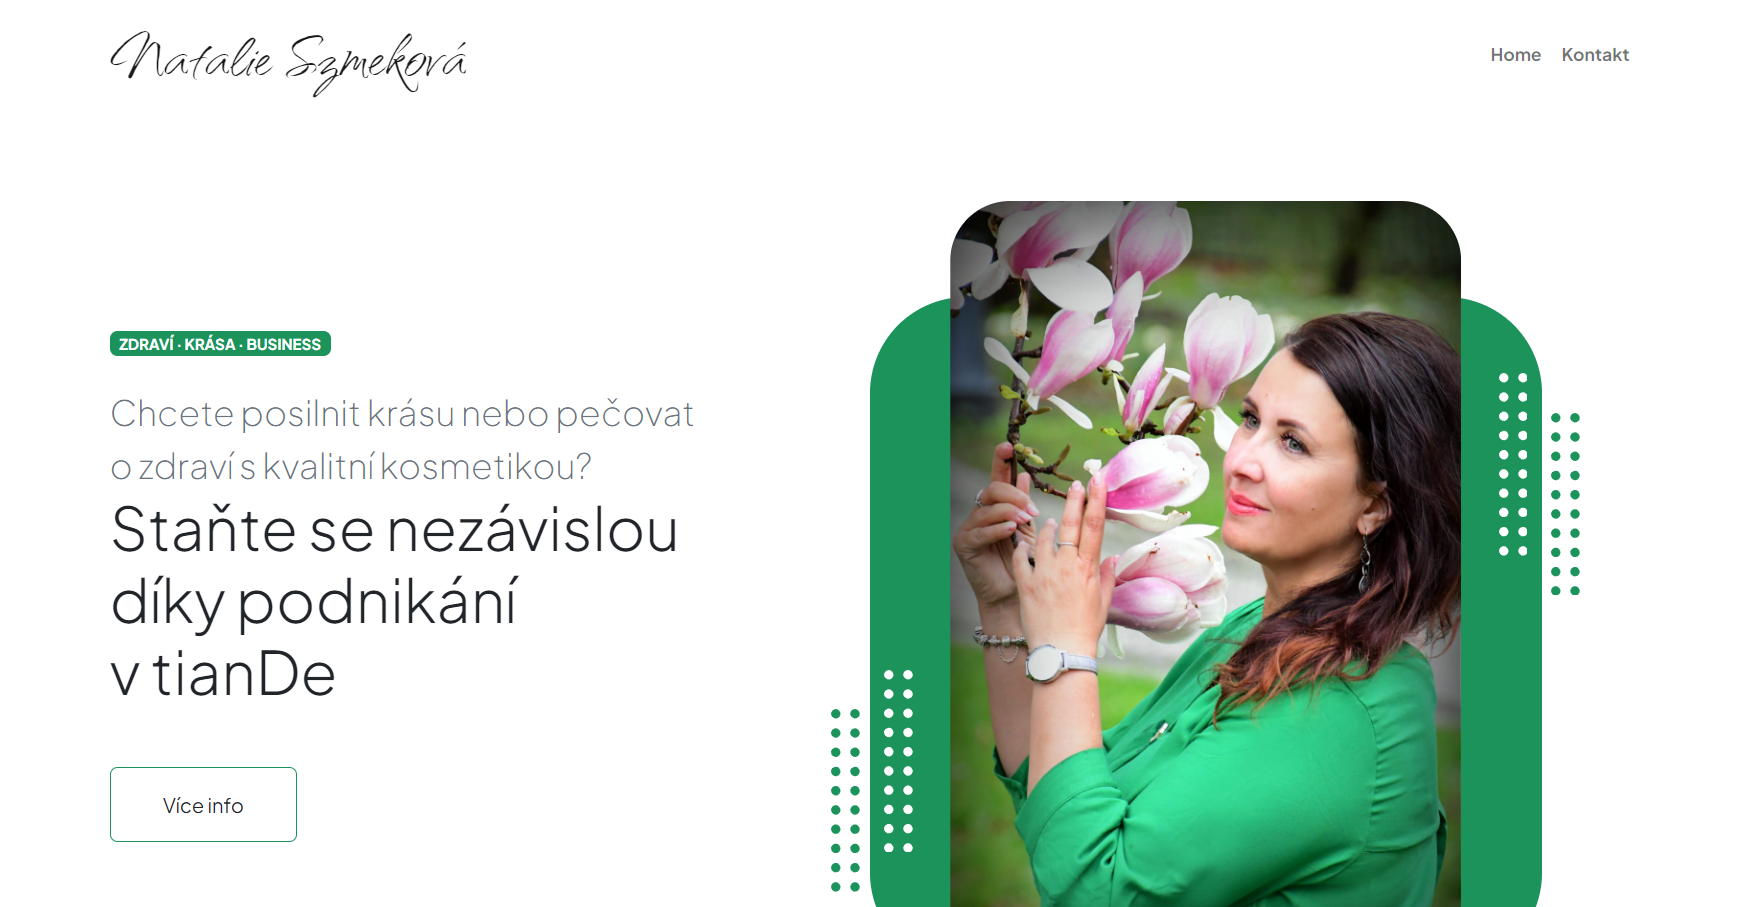 Natalie Szmeková
Home Kontakt
ZDRAVÍ · KRÁSA · BUSINESS
Chcete posilnit krásu nebo pečovat
o zdraví s kvalitní kosmetikou?
Staňte se nezávislou
díky podnikání
v tianDe
Více info